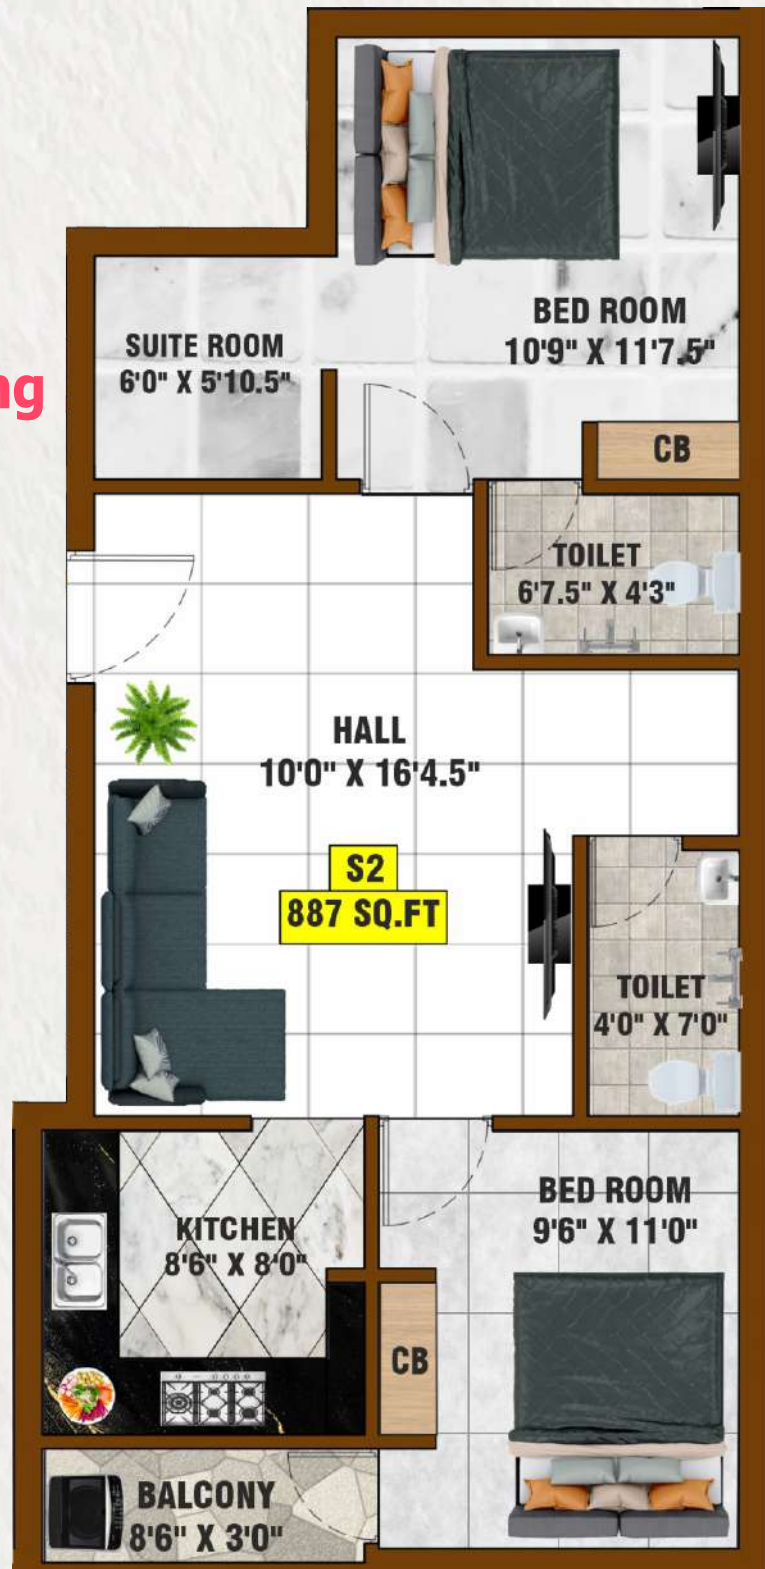 BED ROOM
10'9" X 11'7.5"
SUITE ROOM
6'0" X 5'10.5"
ng
CB
TOILET
6'7.5" X 4'3"
HALL
10'0" X 16'4.5"
S2
887 SQ.FT
TOILET
4'0" X 7'0"
BED ROOM
9'6" X 11'0"
KITCHEN
8'6" X 8'0"
CB
BALCONY
8'6" X 3'0"